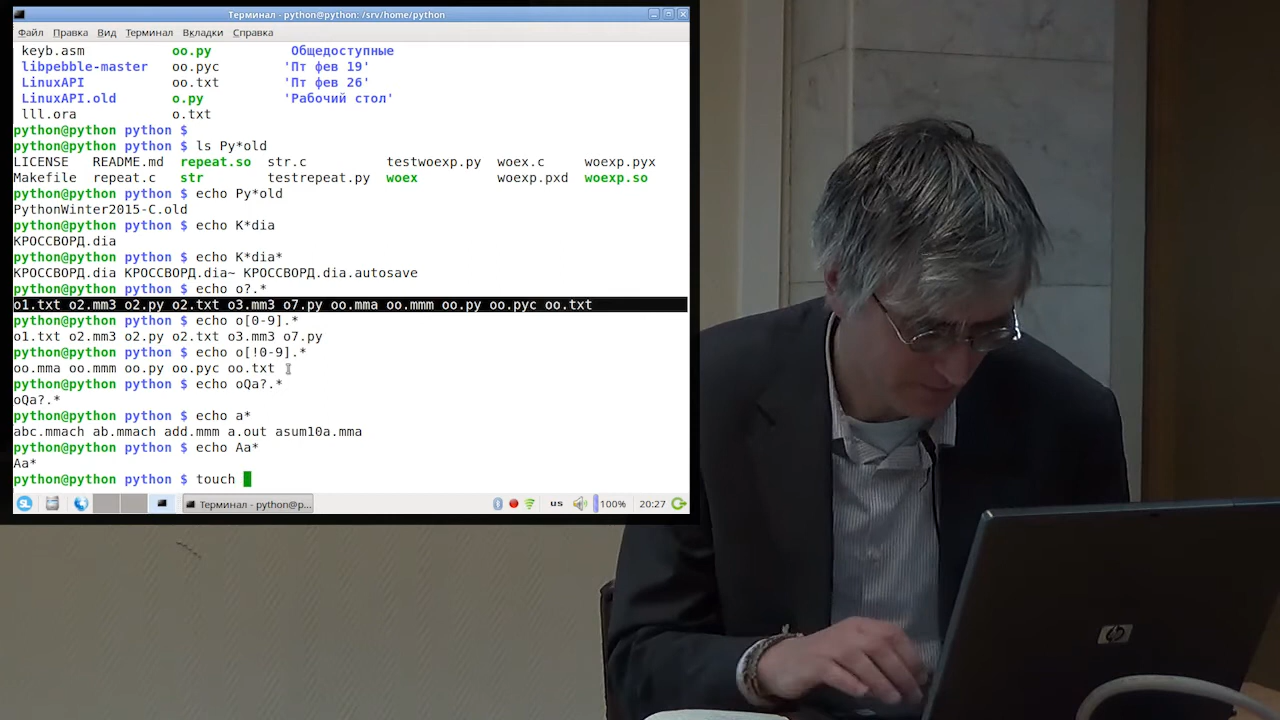 Терминал - python@python: /srv/home/python
Файл Правка Вид Терминал Вкладки Справка
keyb.asm oo.py Общедоступные
libpebble-master oo.pyc 'Пт фев 19'
LinuxAPI oo.txt 'Пт фев 26'
LinuxAPI.old o.py 'Рабочий стол'
lll.ora o.txt
python@python python $
python@python python $ ls Py*old
LICENSE README.md repeat.so str.c testwoexp.py woex.c woexp.pyx
Makefile repeat.c str testrepeat.py woex woexp.pxd woexp.so
python@python python $ echo Py*old
PythonWinter2015-C.old
python@python python $ echo К*dia
КРОССВОРД.dia
python@python python $ echo К*dia*
КРОССВОРД.dia КРОССВОРД.dia~ КРОССВОРД.dia.autosave
python@python python $ echo o?.*
o1.txt o2.mm3 o2.py o2.txt o3.mm3 o7.py oo.mma oo.mmm oo.py oo.pyc oo.txt
python@python python $ echo o[0-9].*
o1.txt o2.mm3 o2.py o2.txt o3.mm3 o7.py
python@python python $ echo o[!0-9].*
oo.mma oo.mmm oo.py oo.pyc oo.txt
python@python python $ echo oQa?.*
oQa?.*
python@python python $ echo a*
abc.mmach ab.mmach add.mmm a.out asum10a.mma
python@python python $ echo Aa*
Aa*
python@python python $ touch
Терминал - python@p... us 100% 20:27
hp